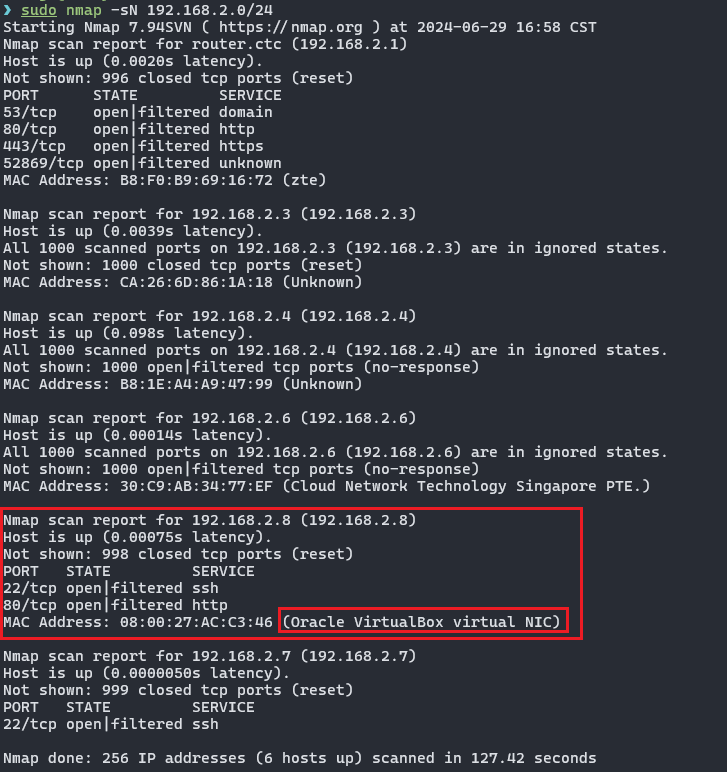 ❯ sudo nmap -sN 192.168.2.0/24
Starting Nmap 7.94SVN ( https://nmap.org ) at 2024-06-29 16:58 CST
Nmap scan report for router.ctc (192.168.2.1)
Host is up (0.0020s latency).
Not shown: 996 closed tcp ports (reset)
PORT      STATE         SERVICE
53/tcp    open|filtered domain
80/tcp    open|filtered http
443/tcp   open|filtered https
52869/tcp open|filtered unknown
MAC Address: B8:F0:B9:69:16:72 (zte)
Nmap scan report for 192.168.2.3 (192.168.2.3)
Host is up (0.0039s latency).
All 1000 scanned ports on 192.168.2.3 (192.168.2.3) are in ignored states.
Not shown: 1000 closed tcp ports (reset)
MAC Address: CA:26:6D:86:1A:18 (Unknown)
Nmap scan report for 192.168.2.4 (192.168.2.4)
Host is up (0.098s latency).
All 1000 scanned ports on 192.168.2.4 (192.168.2.4) are in ignored states.
Not shown: 1000 open|filtered tcp ports (no-response)
MAC Address: B8:1E:A4:A9:47:99 (Unknown)
Nmap scan report for 192.168.2.6 (192.168.2.6)
Host is up (0.00014s latency).
All 1000 scanned ports on 192.168.2.6 (192.168.2.6) are in ignored states.
Not shown: 1000 open|filtered tcp ports (no-response)
MAC Address: 30:C9:AB:34:77:EF (Cloud Network Technology Singapore PTE.)
Nmap scan report for 192.168.2.8 (192.168.2.8)
Host is up (0.00075s latency).
Not shown: 998 closed tcp ports (reset)
PORT   STATE         SERVICE
22/tcp open|filtered ssh
80/tcp open|filtered http
MAC Address: 08:00:27:AC:C3:46 (Oracle VirtualBox virtual NIC)
Nmap scan report for 192.168.2.7 (192.168.2.7)
Host is up (0.0000050s latency).
Not shown: 999 closed tcp ports (reset)
PORT   STATE         SERVICE
22/tcp open|filtered ssh
Nmap done: 256 IP addresses (6 hosts up) scanned in 127.42 seconds